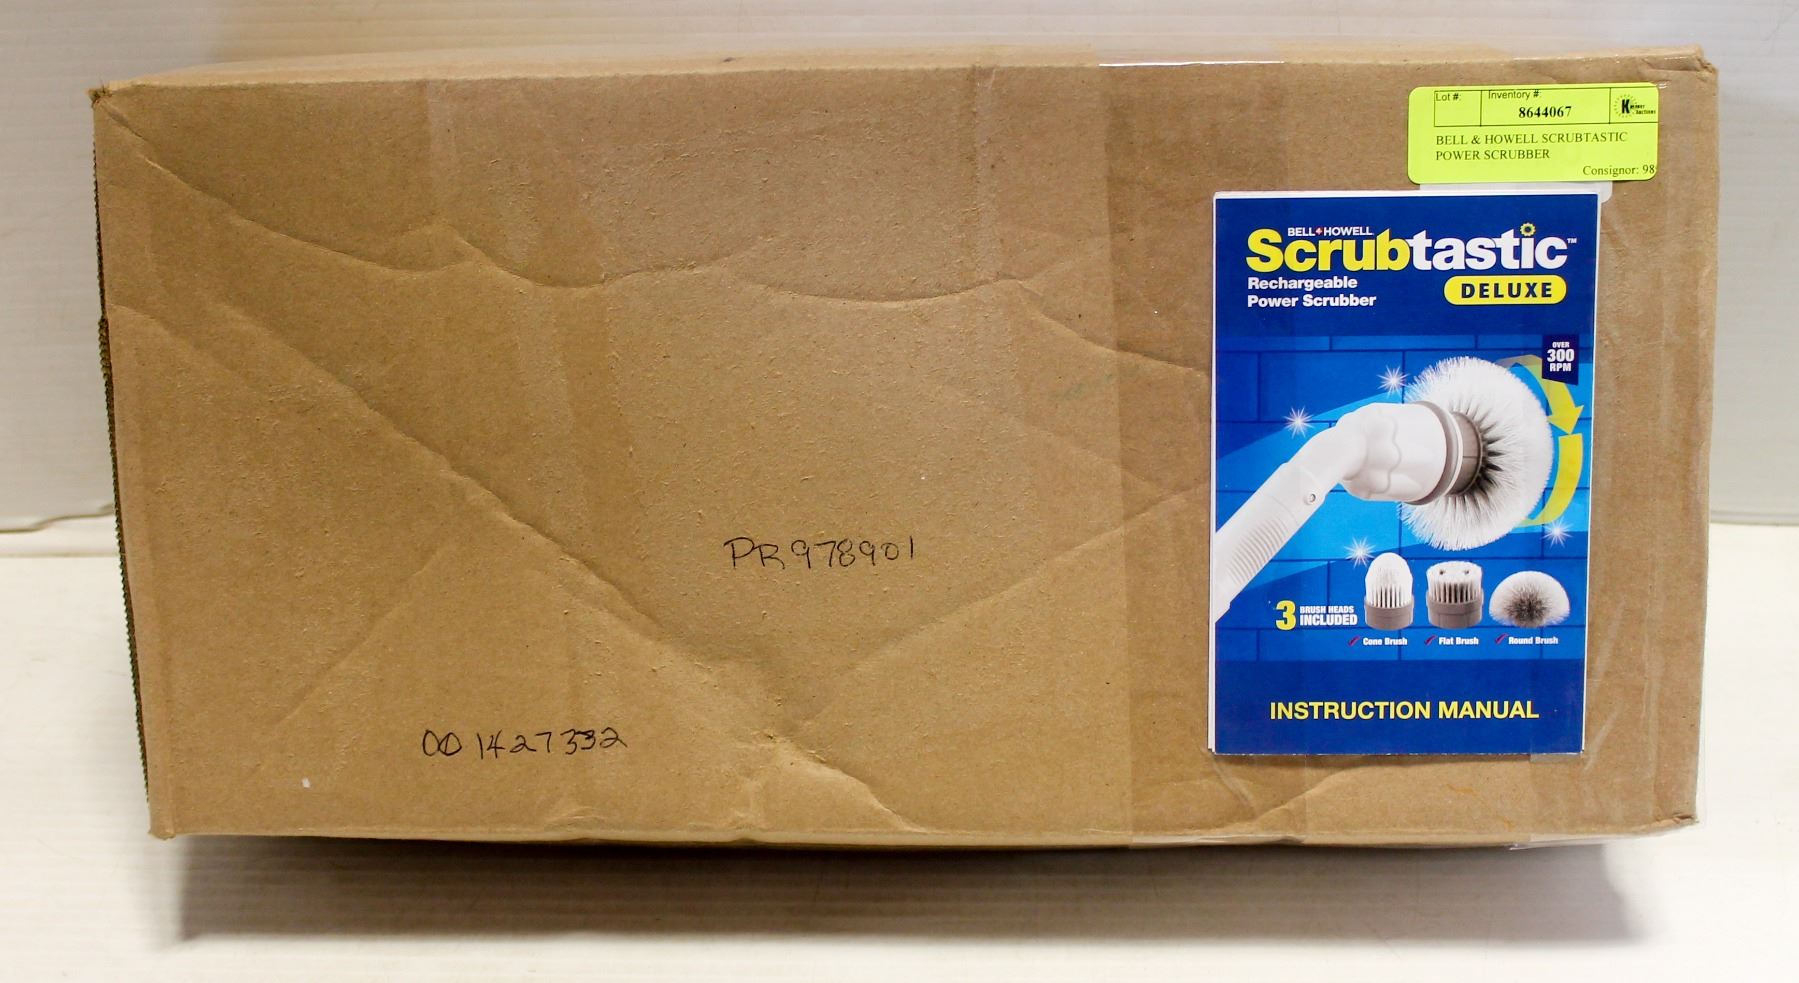 Lot #:
Inventory #:
8644067
BELL & HOWELL SCRUBTASTIC
POWER SCRUBBER
Consignor: 98
BELL+HOWELL
Scrubtastic™
Rechargeable
Power Scrubber
DELUXE
OVER
300
RPM
PR978901
3 BRUSH HEADS
INCLUDED
Cone Brush
Flat Brush
Round Brush
INSTRUCTION MANUAL
001427332